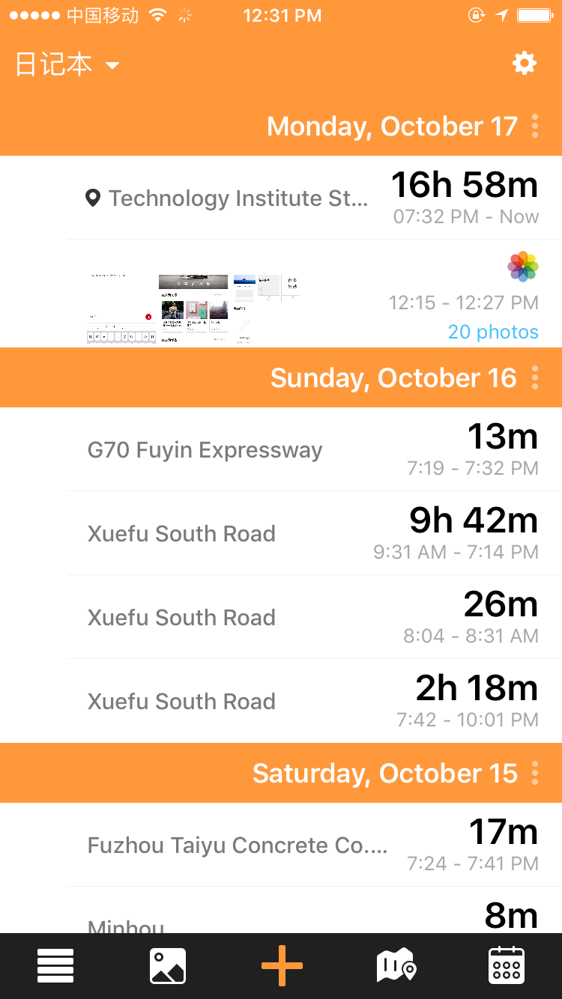 中国移动 12:31 PM
日记本
Monday, October 17
Technology Institute St... 16h 58m
07:32 PM - Now
12:15 - 12:27 PM
20 photos
Sunday, October 16
G70 Fuyin Expressway 13m
7:19 - 7:32 PM
Xuefu South Road 9h 42m
9:31 AM - 7:14 PM
Xuefu South Road 26m
8:04 - 8:31 AM
Xuefu South Road 2h 18m
7:42 - 10:01 PM
Saturday, October 15
Fuzhou Taiyu Concrete Co.... 17m
7:24 - 7:41 PM
Minhou 8m